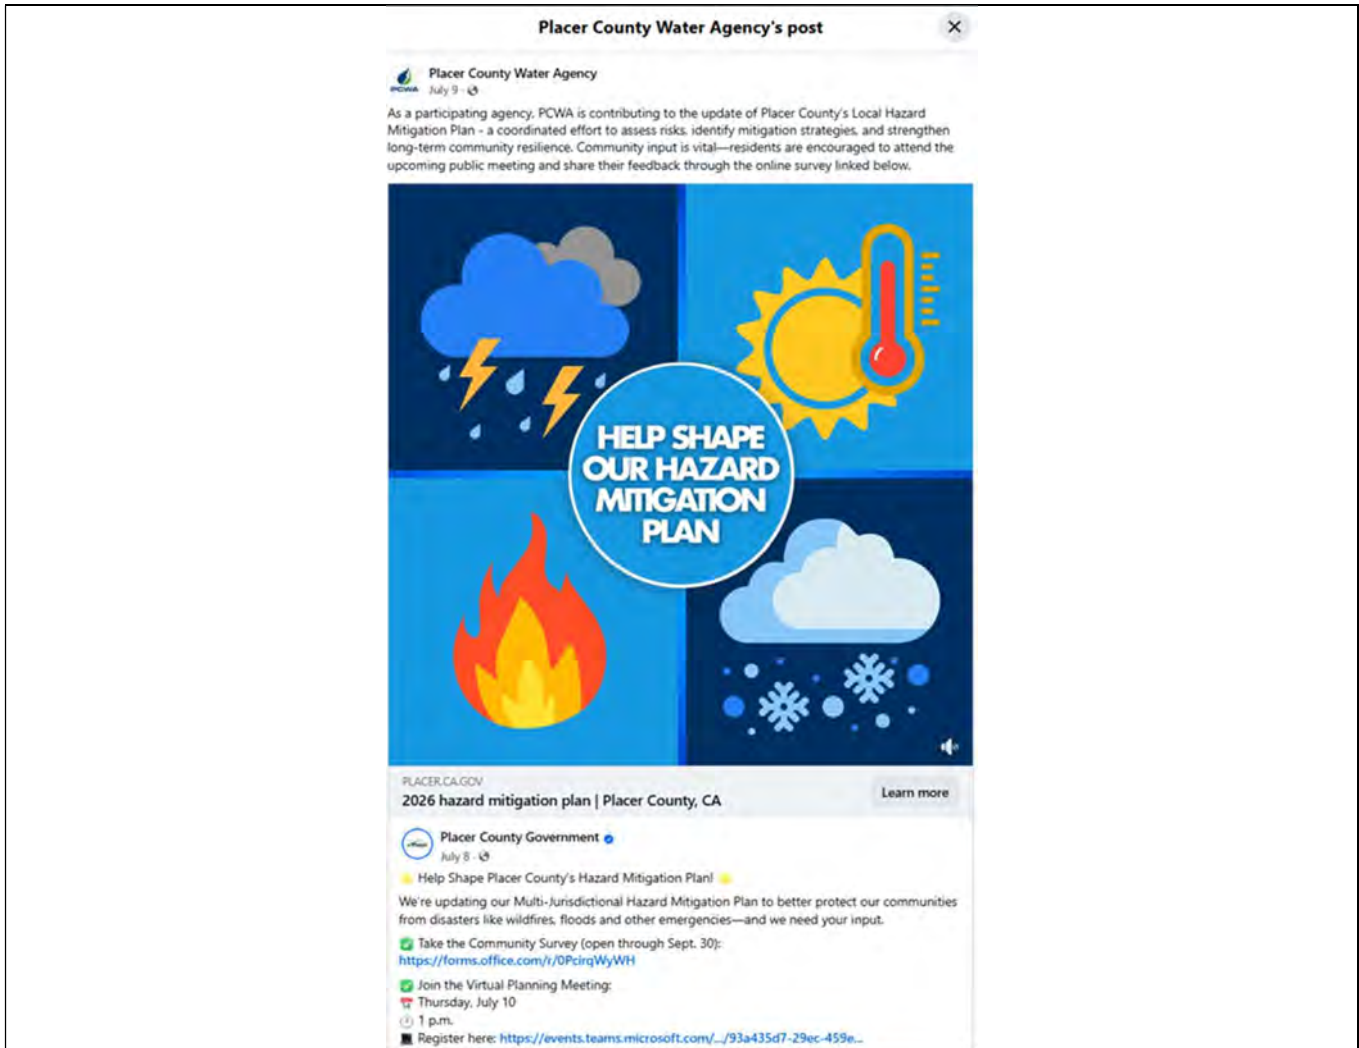 Placer County Water Agency's post
PCWA
Placer County Water Agency
July 9 ·
As a participating agency, PCWA is contributing to the update of Placer County's Local Hazard
Mitigation Plan - a coordinated effort to assess risks, identify mitigation strategies, and strengthen
long-term community resilience. Community input is vital—residents are encouraged to attend the
upcoming public meeting and share their feedback through the online survey linked below.
HELP SHAPE
OUR HAZARD
MITIGATION
PLAN
PLACER.CA.GOV
2026 hazard mitigation plan | Placer County, CA
Learn more
Placer County Government
July 8 ·
Help Shape Placer County's Hazard Mitigation Plan!
We're updating our Multi-Jurisdictional Hazard Mitigation Plan to better protect our communities
from disasters like wildfires, floods and other emergencies—and we need your input.
✅ Take the Community Survey (open through Sept. 30):
https://forms.office.com/r/0PcirqWyWH
✅ Join the Virtual Planning Meeting:
📅 Thursday, July 10
🕐 1 p.m.
Register here: https://events.teams.microsoft.com/.../93a435d7-29ec-459e...